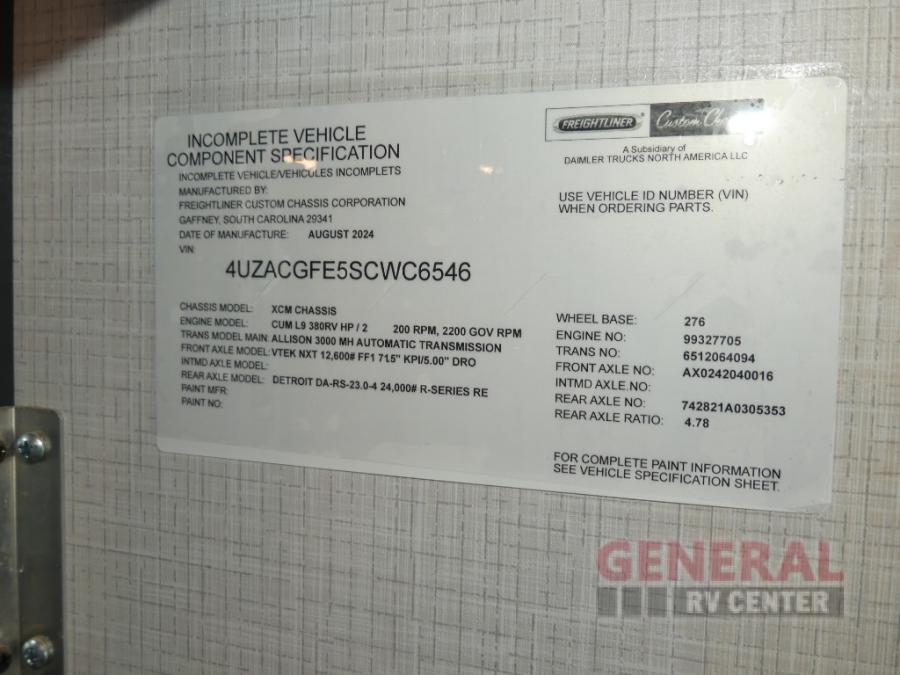 INCOMPLETE VEHICLE
COMPONENT SPECIFICATION
INCOMPLETE VEHICLE/VEHICULES INCOMPLETS
MANUFACTURED BY:
FREIGHTLINER CUSTOM CHASSIS CORPORATION
GAFFNEY, SOUTH CAROLINA 29341
DATE OF MANUFACTURE: AUGUST 2024
VIN:
4UZACGFE5SCWC6546
CHASSIS MODEL: XCM CHASSIS
ENGINE MODEL: CUM L9 380RV HP / 2 200 RPM, 2200 GOV RPM
TRANS MODEL MAIN: ALLISON 3000 MH AUTOMATIC TRANSMISSION
FRONT AXLE MODEL: VTEK NXT 12,600# FF1 71.5" KPI/5.00" DRO
INTMD AXLE MODEL:
REAR AXLE MODEL: DETROIT DA-RS-23.0-4 24,000# R-SERIES RE
PAINT MFR:
PAINT NO:
FREIGHTLINER Custom
A Subsidiary of
DAIMLER TRUCKS NORTH AMERICA LLC
USE VEHICLE ID NUMBER (VIN)
WHEN ORDERING PARTS.
WHEEL BASE: 276
ENGINE NO: 99327705
TRANS NO: 6512064094
FRONT AXLE NO: AX0242040016
INTMD AXLE NO:
REAR AXLE NO: 742821A0305353
REAR AXLE RATIO: 4.78
FOR COMPLETE PAINT INFORMATION
SEE VEHICLE SPECIFICATION SHEET.
GENERAL
RV CENTER